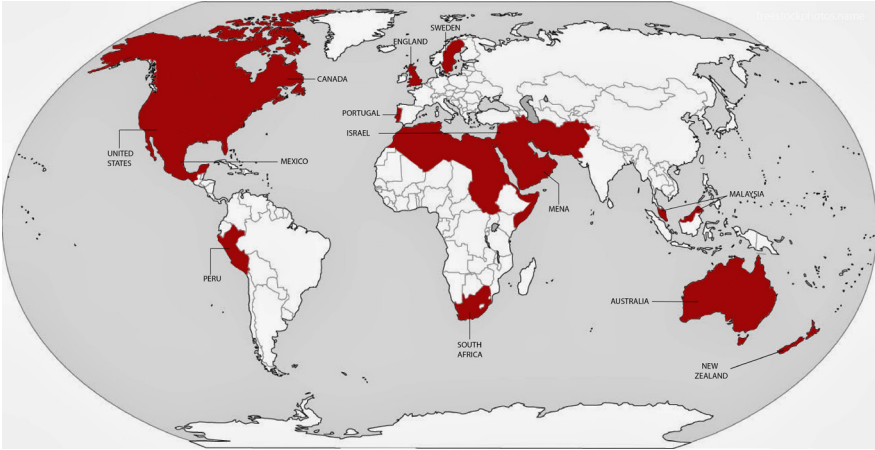 SWEDEN
ENGLAND
CANADA
PORTUGAL
ISRAEL
UNITED
STATES
MEXICO
MENA
MALAYSIA
PERU
AUSTRALIA
SOUTH
AFRICA
NEW
ZEALAND